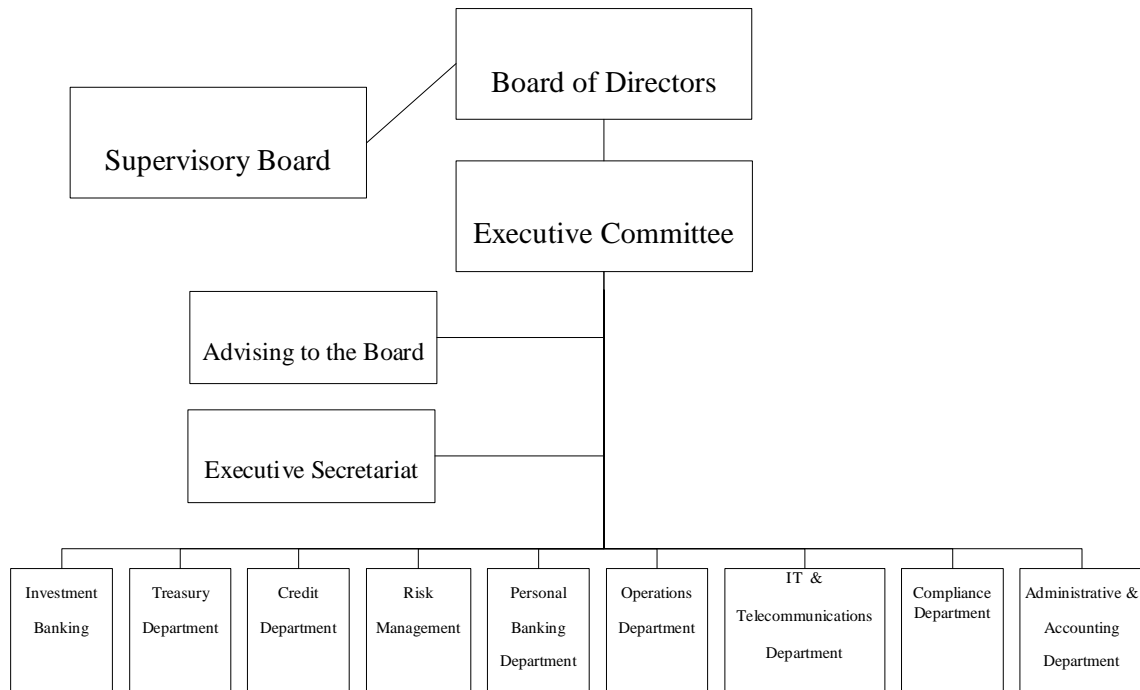 Board of Directors
Supervisory Board
Executive Committee
Advising to the Board
Executive Secretariat
Investment
Banking
Treasury
Department
Credit
Department
Risk
Management
Personal
Banking
Department
Operations
Department
IT &
Telecommunications
Department
Compliance
Department
Administrative &
Accounting
Department